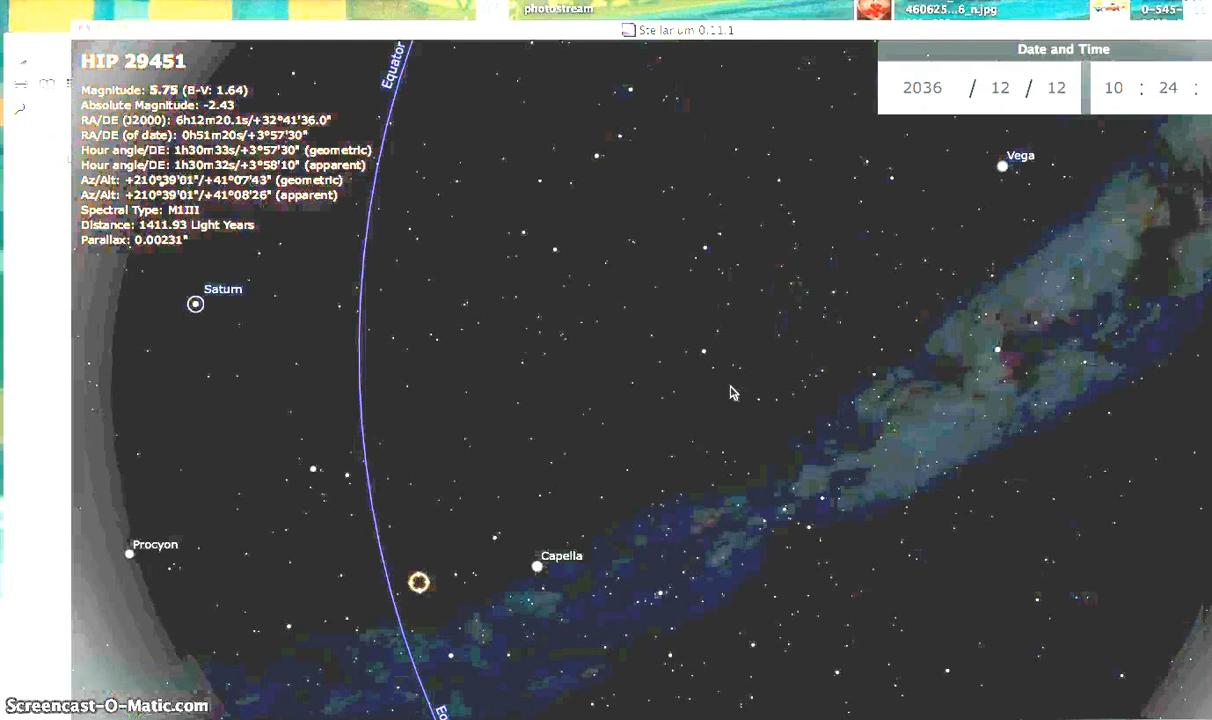 photostream
460625...6_n.jpg
0-545-
Stellarium 0.11.1
HIP 29451
Magnitude: 5.75 (B-V: 1.64)
Absolute Magnitude: -2.43
RA/DE (J2000): 6h12m20.1s/+32°41'36.0"
RA/DE (of date): 0h51m20s/+3°57'30"
Hour angle/DE: 1h30m33s/+3°57'30" (geometric)
Hour angle/DE: 1h30m32s/+3°58'10" (apparent)
Az/Alt: +210°39'01"/+41°07'43" (geometric)
Az/Alt: +210°39'01"/+41°08'26" (apparent)
Spectral Type: M1III
Distance: 1411.93 Light Years
Parallax: 0.00231"
Equator
Date and Time
2036 / 12 / 12 10 : 24 :
Vega
Saturn
Procyon
Capella
Screencast-O-Matic.com